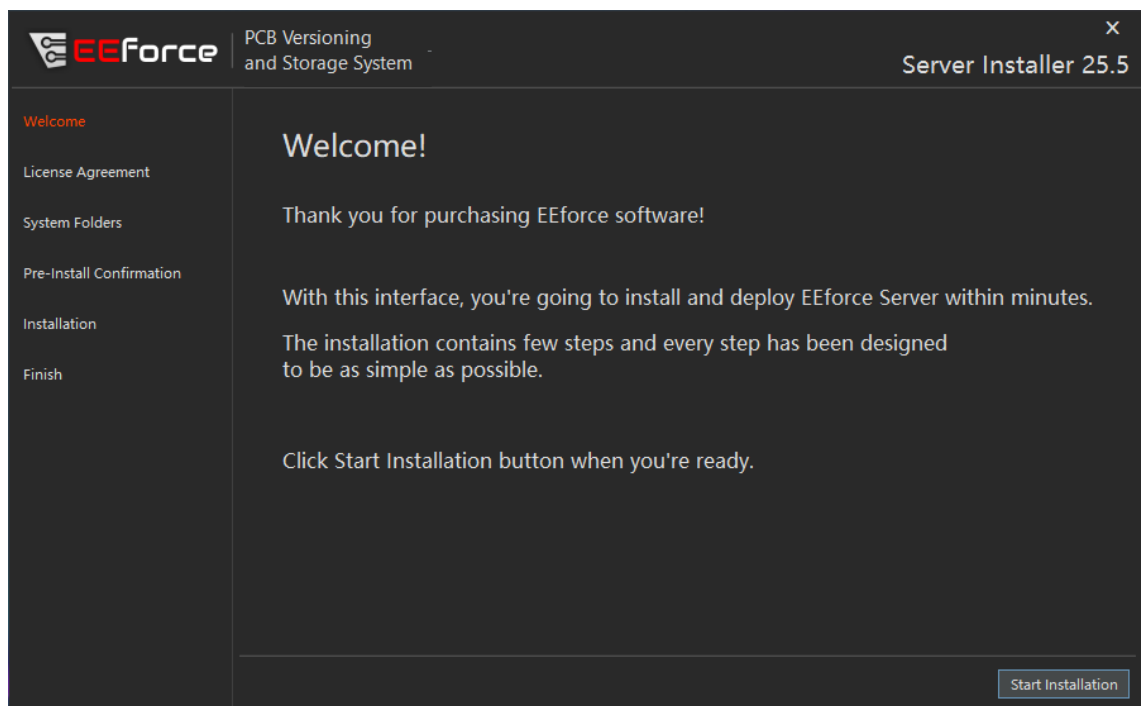 EEforce
PCB Versioning
and Storage System
Server Installer 25.5
Welcome
License Agreement
System Folders
Pre-Install Confirmation
Installation
Finish
Welcome!
Thank you for purchasing EEforce software!
With this interface, you're going to install and deploy EEforce Server within minutes.
The installation contains few steps and every step has been designed
to be as simple as possible.
Click Start Installation button when you're ready.
Start Installation